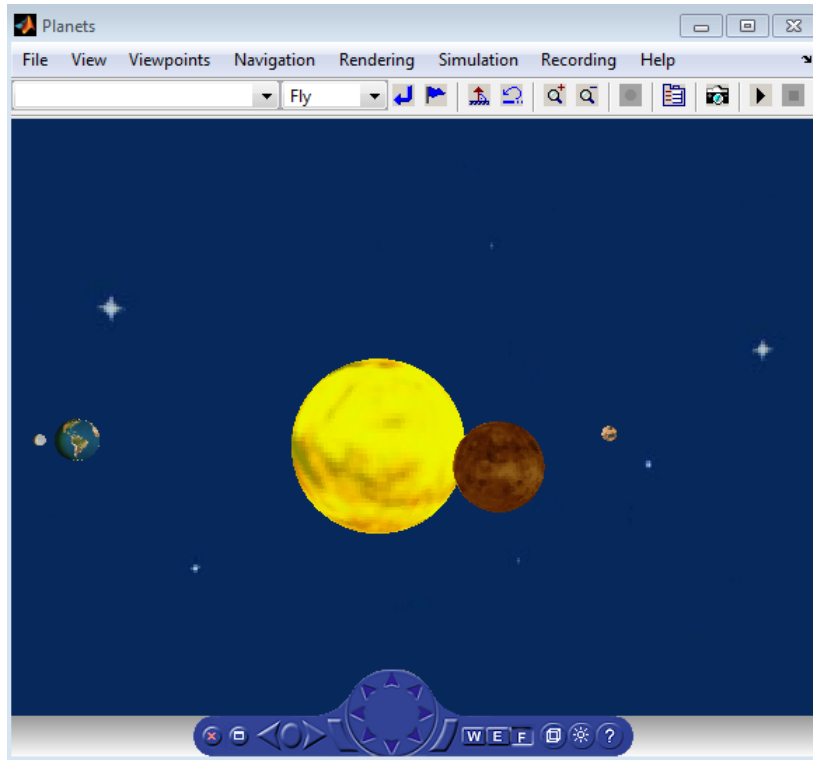 Planets
File View Viewpoints Navigation Rendering Simulation Recording Help
Fly
W E F ?